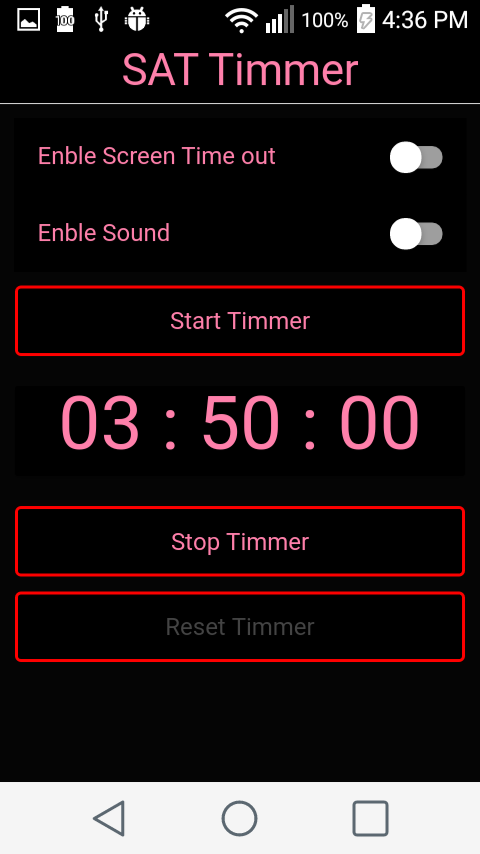 100 100% 4:36 PM
SAT Timmer
Enble Screen Time out
Enble Sound
Start Timmer
03 : 50 : 00
Stop Timmer
Reset Timmer